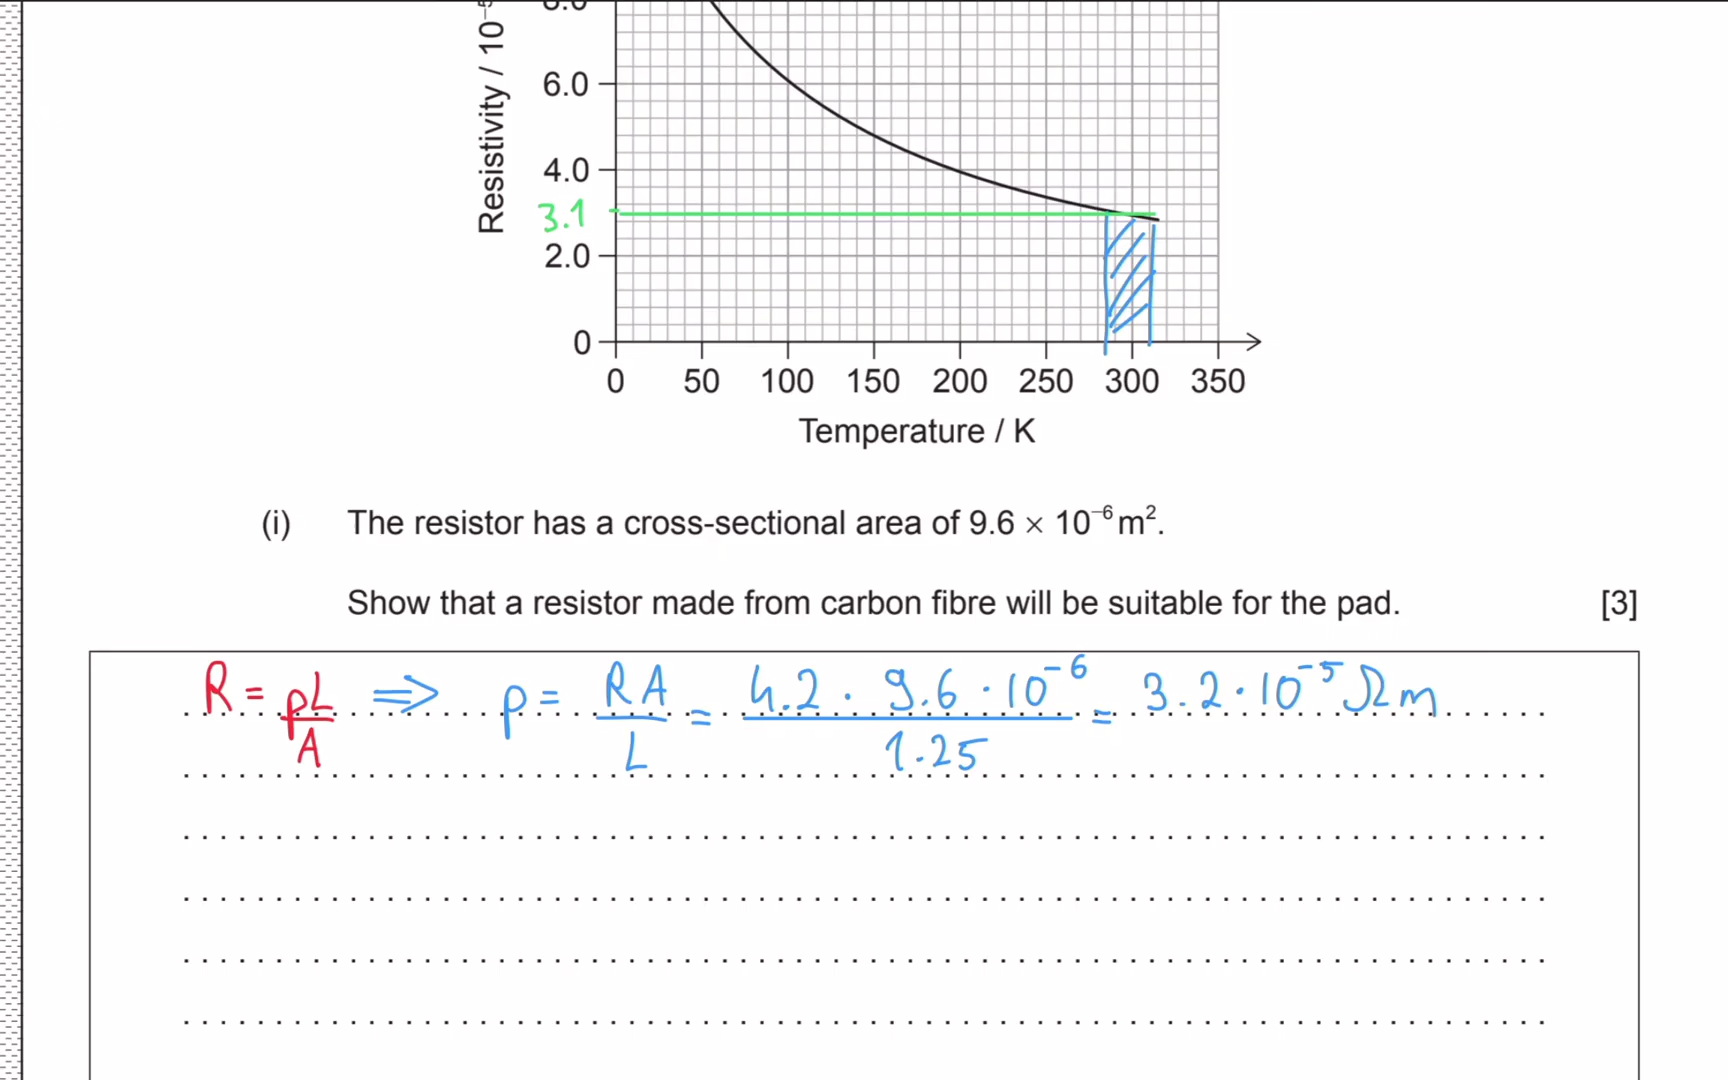 8.0
Resistivity / 10⁻⁵
6.0
4.0
3.1
2.0
0
0 50 100 150 200 250 300 350
Temperature / K
(i) The resistor has a cross-sectional area of 9.6 × 10⁻⁶ m².
Show that a resistor made from carbon fibre will be suitable for the pad. [3]
R = ρL/A ⇒ ρ = RA/L = 4.2 · 9.6 · 10⁻⁶/1.25 = 3.2 · 10⁻⁵ Ωm